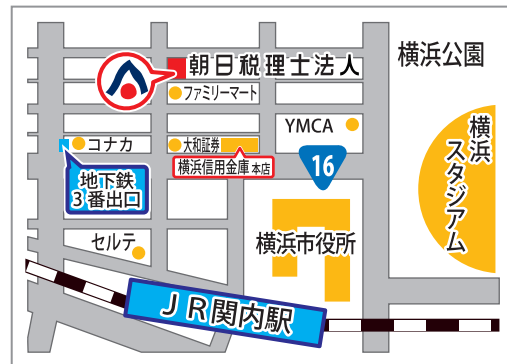 横浜公園
朝日税理士法人
ファミリーマート
YMCA
コナカ
大和証券
横浜信用金庫 本店
16
横浜
スタジアム
地下鉄
3番出口
セルテ
横浜市役所
JR関内駅